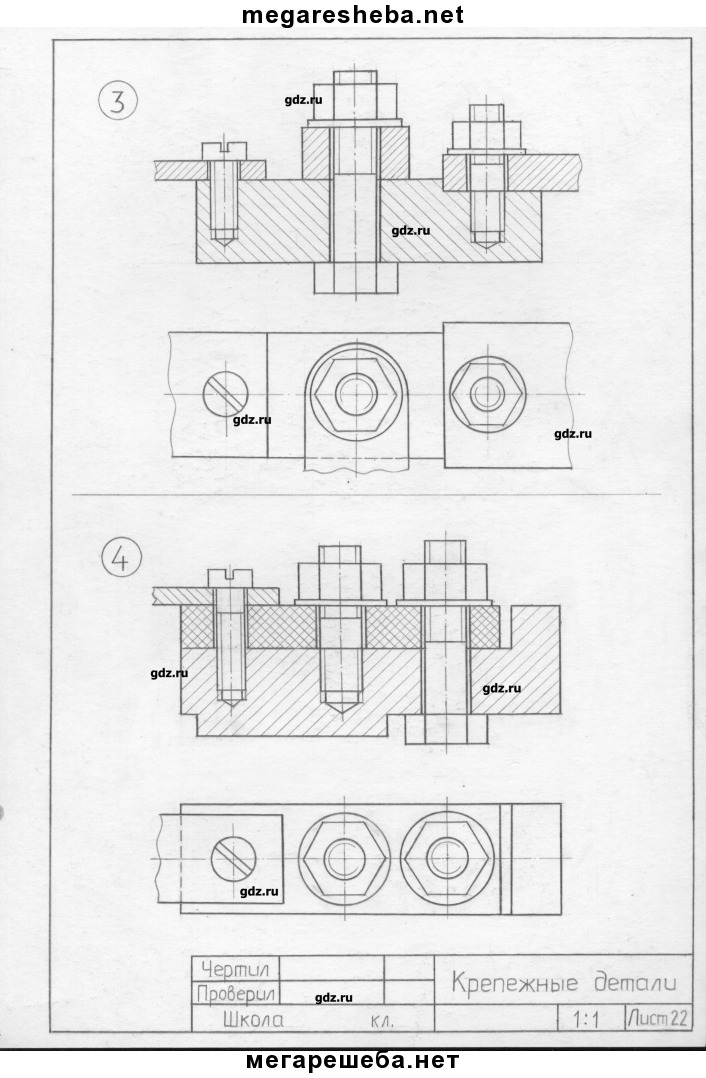 megaresheba.net
3
gdz.ru
gdz.ru
gdz.ru
gdz.ru
4
gdz.ru
gdz.ru
gdz.ru
Чертил
Проверил
gdz.ru
Крепежные детали
Школа кл.
1:1
Лист 22
мегарешеба.нет